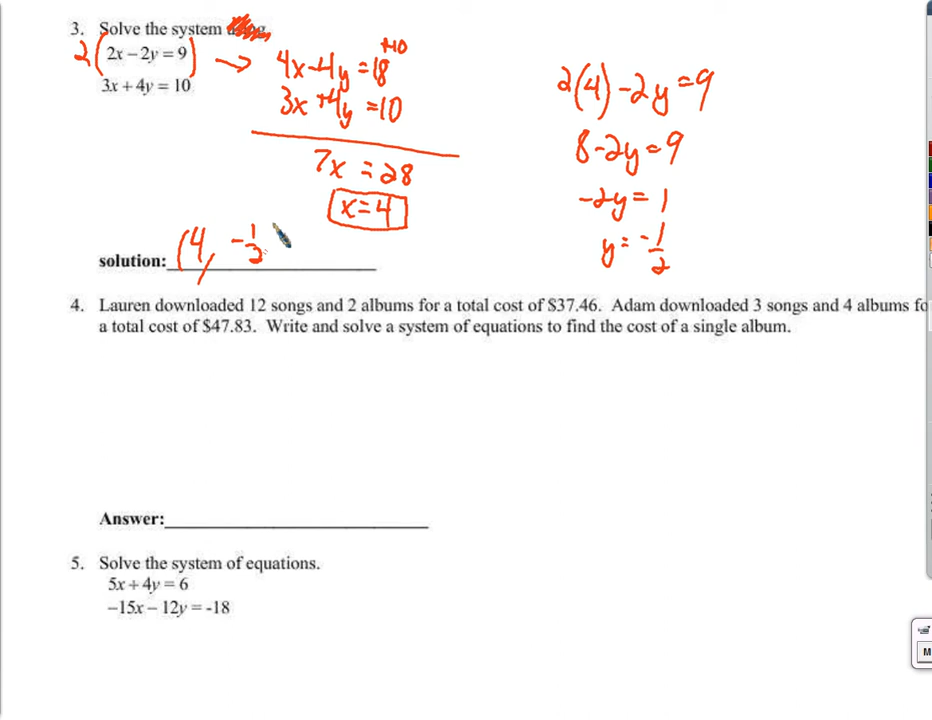 3. Solve the system
2(2x – 2y = 9) → 4x-4y=18 +10
3x + 4y = 10
3x +4y =10
7x = 28
x=4
2(4) -2y=9
8-2y=9
-2y= 1
y= -1/2
solution: (4, -1/2
4. Lauren downloaded 12 songs and 2 albums for a total cost of $37.46. Adam downloaded 3 songs and 4 albums fo
a total cost of $47.83. Write and solve a system of equations to find the cost of a single album.
Answer:
5. Solve the system of equations.
5x + 4y = 6
–15x – 12y = -18
M